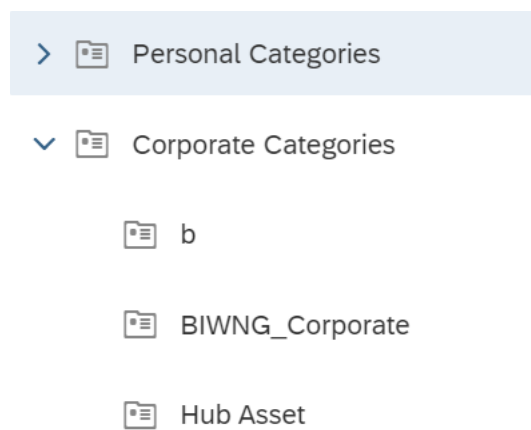 Personal Categories
Corporate Categories
b
BIWNG_Corporate
Hub Asset